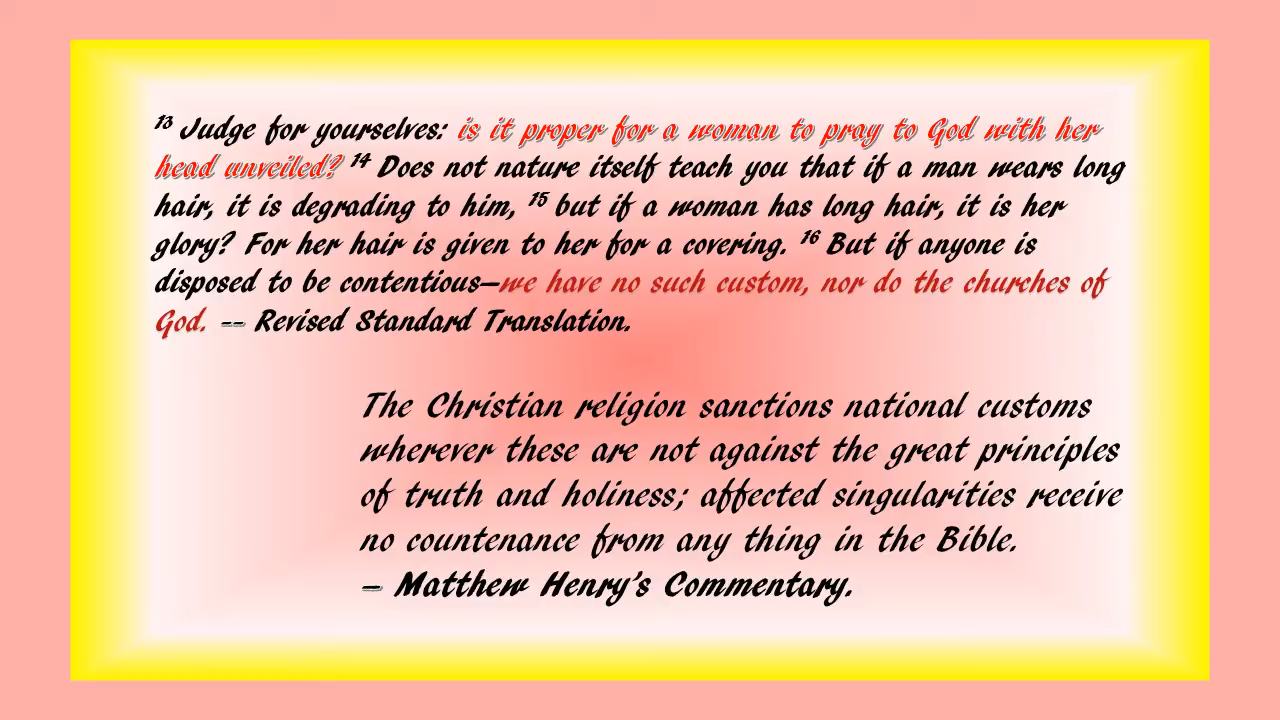 ¹³ Judge for yourselves: is it proper for a woman to pray to God with her
head unveiled? ¹⁴ Does not nature itself teach you that if a man wears long
hair, it is degrading to him, ¹⁵ but if a woman has long hair, it is her
glory? For her hair is given to her for a covering. ¹⁶ But if anyone is
disposed to be contentious—we have no such custom, nor do the churches of
God. -- Revised Standard Translation.
The Christian religion sanctions national customs
wherever these are not against the great principles
of truth and holiness; affected singularities receive
no countenance from any thing in the Bible.
– Matthew Henry’s Commentary.